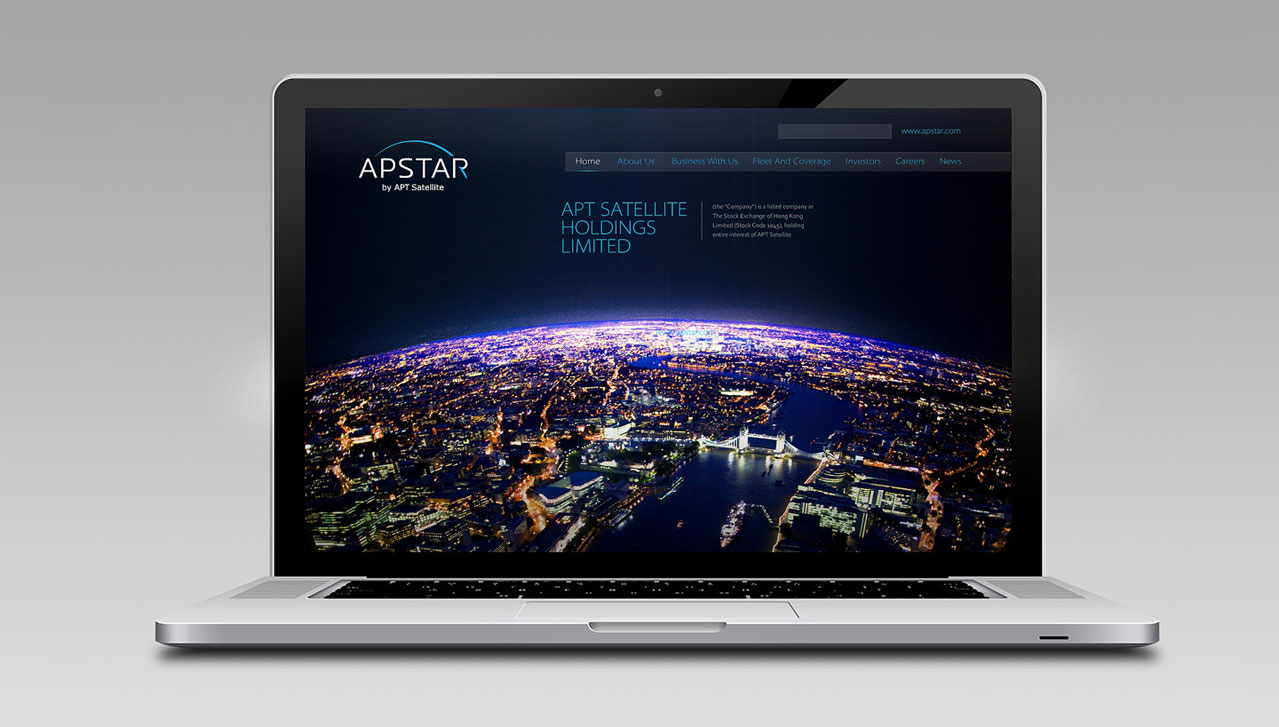 www.apstar.com
APSTAR
by APT Satellite
Home About Us Business With Us Fleet And Coverage Investors Careers News
APT SATELLITE
HOLDINGS
LIMITED
(the "Company") is a listed company in
The Stock Exchange of Hong Kong
Limited (Stock Code 1045), holding
entire interest of APT Satellite